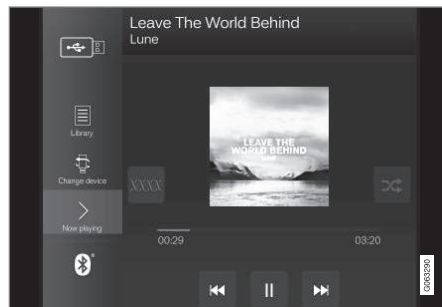 Leave The World Behind
Lune
Library
Change device
Now playing
LEAVE THE
WORLD BEHIND
LUNE
XXXX
00:29
03:20
G063290